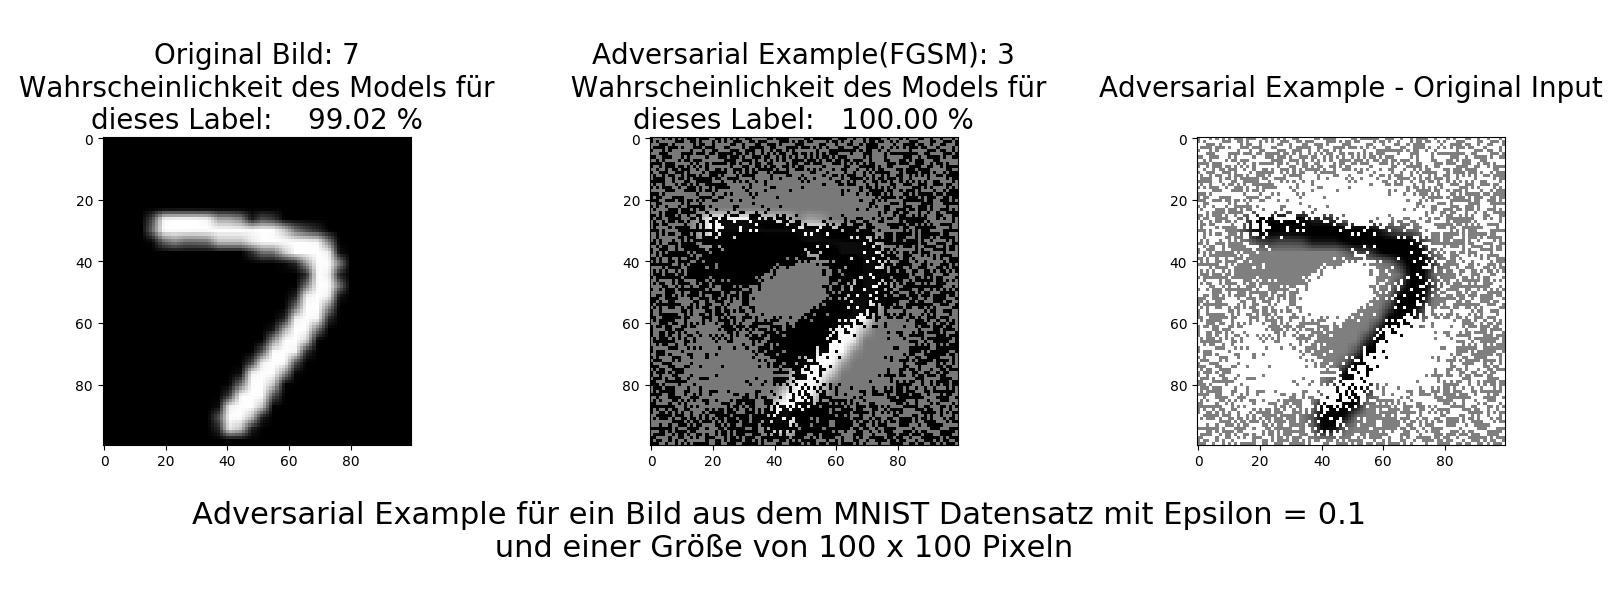 Original Bild: 7
Wahrscheinlichkeit des Models für
dieses Label: 99.02 %
Adversarial Example(FGSM): 3
Wahrscheinlichkeit des Models für
dieses Label: 100.00 %
Adversarial Example - Original Input
0
20
40
60
80
0 20 40 60 80
0
20
40
60
80
0 20 40 60 80
0
20
40
60
80
0 20 40 60 80
Adversarial Example für ein Bild aus dem MNIST Datensatz mit Epsilon = 0.1
und einer Größe von 100 x 100 Pixeln